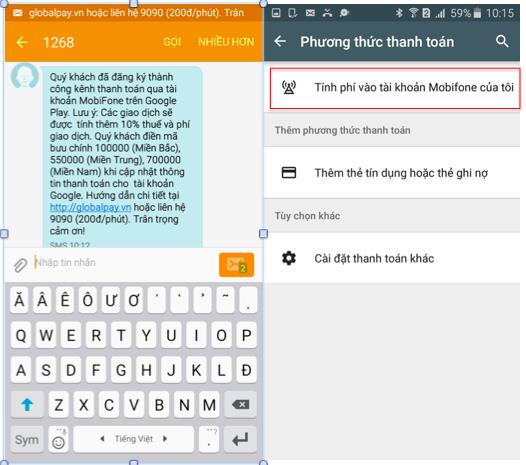 globalpay.vn hoặc liên hệ 9090 (200đ/phút). Trân
1268
GỌI
NHIỀU HƠN
Quý khách đã đăng ký thành
công kênh thanh toán qua tài
khoản MobiFone trên Google
Play. Lưu ý: Các giao dịch sẽ
được tính thêm 10% thuế và phí
giao dịch. Quý khách điền mã
bưu chính 100000 (Miền Bắc),
550000 (Miền Trung), 700000
(Miền Nam) khi cập nhật thông
tin thanh toán cho tài khoản
Google. Hướng dẫn chi tiết tại
http://globalpay.vn hoặc liên hệ
9090 (200đ/phút). Trân trọng
cảm ơn!
SMS 10:12
Nhập tin nhắn
2
Ă Â Ê Ô Ư Ơ ´ ` ̉ ~ .
Q W E R T Y U I O P
A S D F G H J K L Đ
Z X C V B N M
Sym Tiếng Việt .,?
59% 10:15
Phương thức thanh toán
Tính phí vào tài khoản Mobifone của tôi
Thêm phương thức thanh toán
Thêm thẻ tín dụng hoặc thẻ ghi nợ
Tùy chọn khác
Cài đặt thanh toán khác